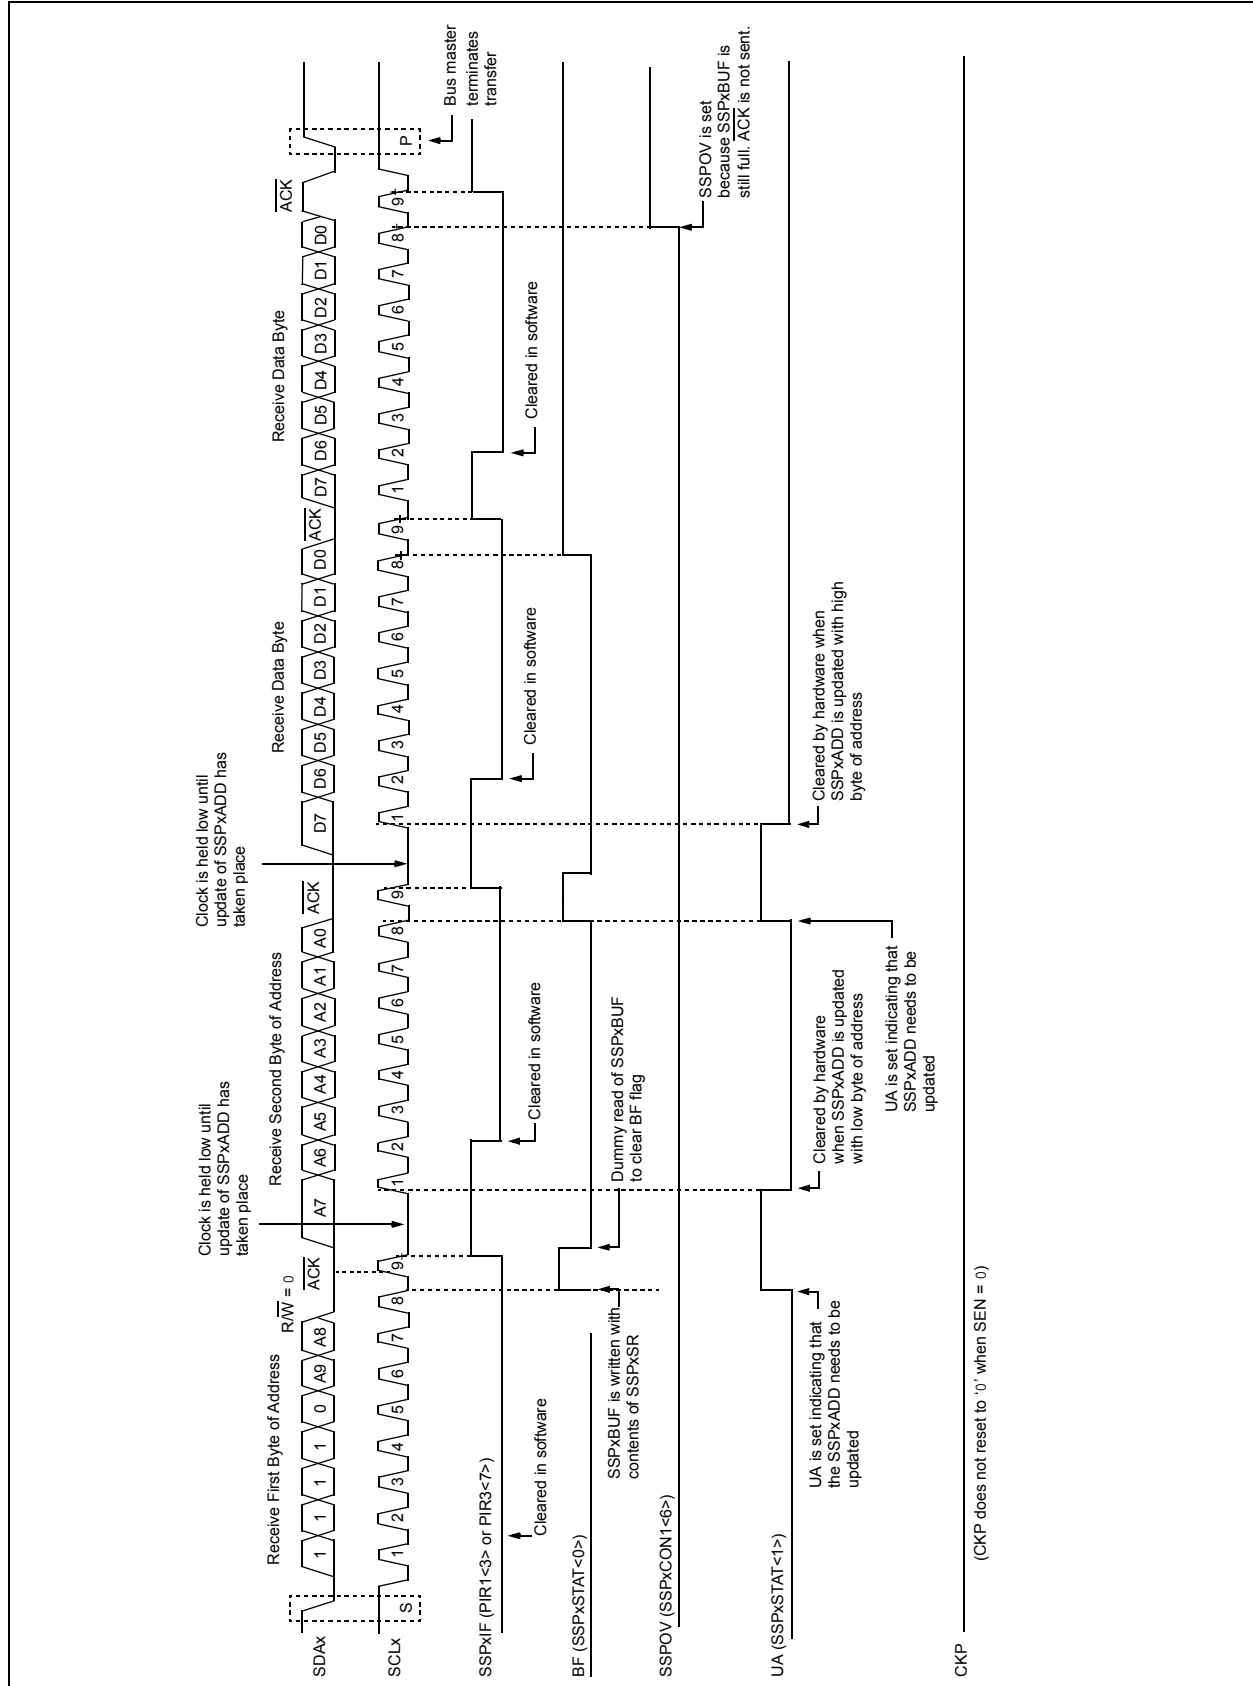 Receive First Byte of Address
R/W = 0
ACK
Clock is held low until
update of SSPxADD has
taken place
Receive Second Byte of Address
ACK
Clock is held low until
update of SSPxADD has
taken place
Receive Data Byte
ACK
Receive Data Byte
ACK
SDAx
1 1 1 1 0 A9 A8
A7 A6 A5 A4 A3 A2 A1 A0
D7 D6 D5 D4 D3 D2 D1 D0
D7 D6 D5 D4 D3 D2 D1 D0
SCLx
S
1 2 3 4 5 6 7 8 9
1 2 3 4 5 6 7 8 9
1 2 3 4 5 6 7 8 9
1 2 3 4 5 6 7 8 9
P
Bus master
terminates
transfer
SSPxIF (PIR1<3> or PIR3<7>)
Cleared in software
Cleared in software
Cleared in software
Cleared in software
BF (SSPxSTAT<0>)
SSPxBUF is written with
contents of SSPxSR
Dummy read of SSPxBUF
to clear BF flag
SSPOV (SSPxCON1<6>)
SSPOV is set
because SSPxBUF is
still full. ACK is not sent.
UA (SSPxSTAT<1>)
UA is set indicating that
the SSPxADD needs to be
updated
Cleared by hardware
when SSPxADD is updated
with low byte of address
UA is set indicating that
SSPxADD needs to be
updated
Cleared by hardware when
SSPxADD is updated with high
byte of address
CKP
(CKP does not reset to ‘0’ when SEN = 0)